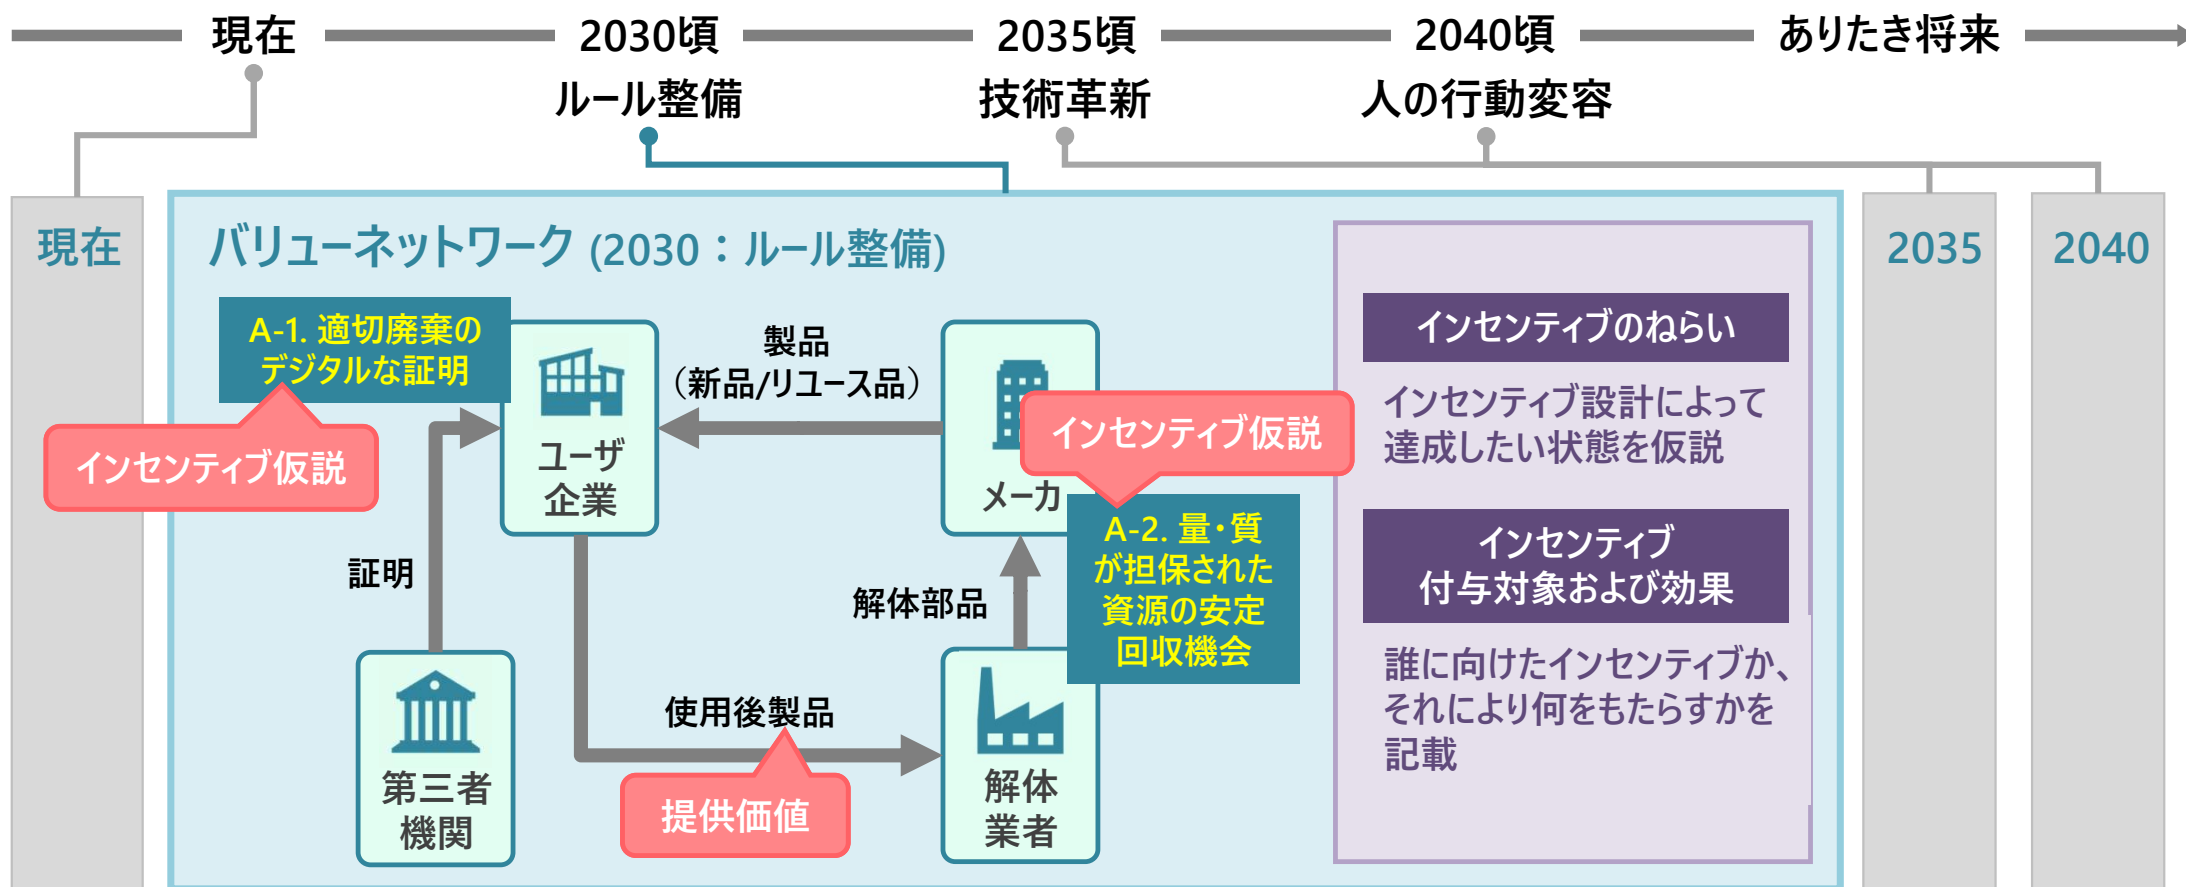 現在
2030頃
2035頃
2040頃
ありたき将来
ルール整備
技術革新
人の行動変容
現在
バリューネットワーク (2030：ルール整備)
2035
2040
A-1. 適切廃棄の
デジタルな証明
インセンティブ仮説
ユーザ
企業
製品
（新品/リユース品）
メーカ
インセンティブ仮説
A-2. 量・質
が担保された
資源の安定
回収機会
証明
解体部品
第三者
機関
使用後製品
提供価値
解体
業者
インセンティブのねらい
インセンティブ設計によって
達成したい状態を仮説
インセンティブ
付与対象および効果
誰に向けたインセンティブか、
それにより何をもたらすかを
記載